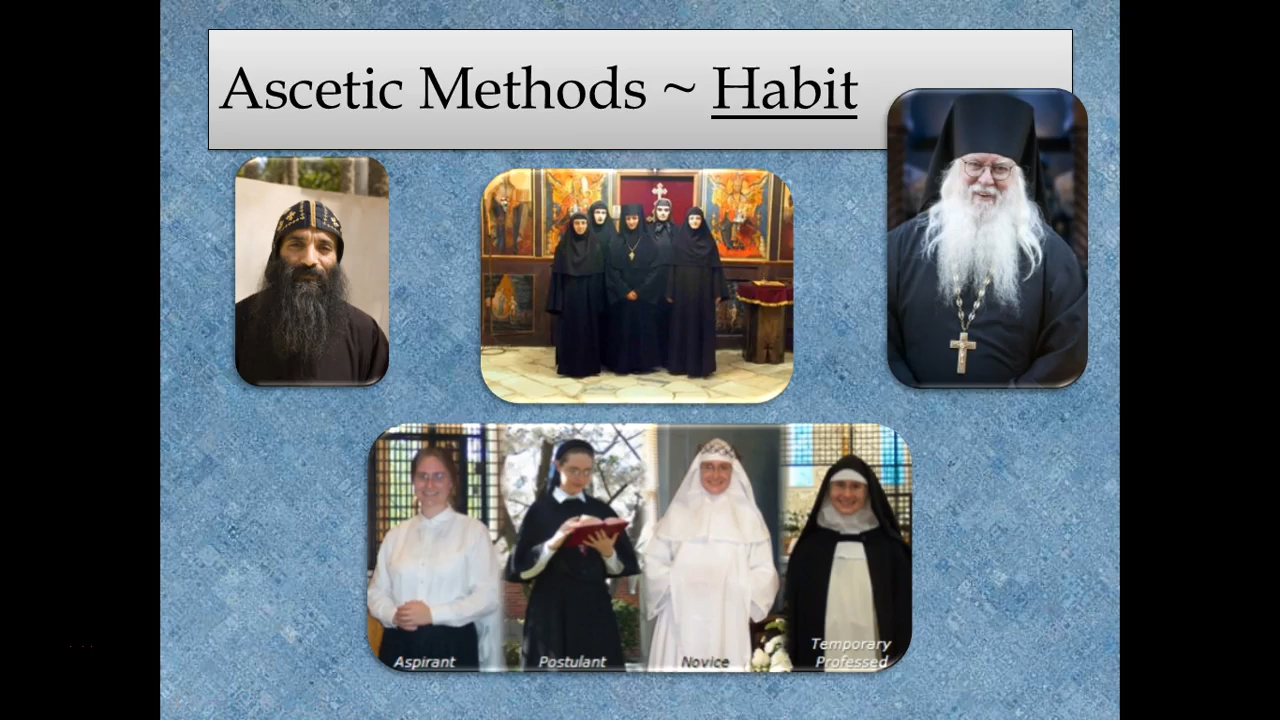 Ascetic Methods ~ Habit
Aspirant
Postulant
Novice
Temporary
Professed